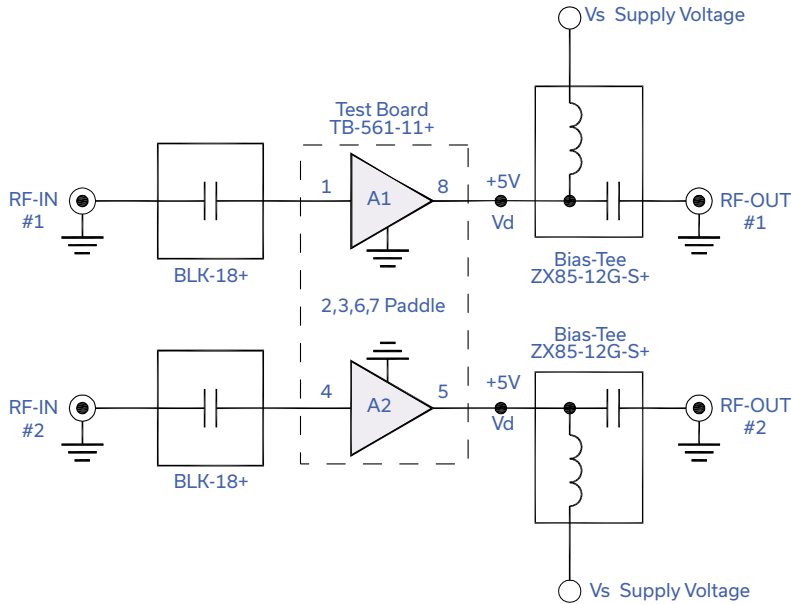 Vs Supply Voltage
Test Board
TB-561-11+
RF-IN
#1
BLK-18+
1
A1
8
+5V
Vd
RF-OUT
#1
Bias-Tee
ZX85-12G-S+
2,3,6,7 Paddle
Bias-Tee
ZX85-12G-S+
RF-IN
#2
BLK-18+
4
A2
5
+5V
Vd
RF-OUT
#2
Vs Supply Voltage